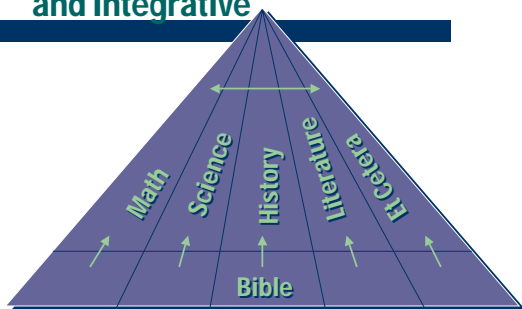 and Integrative
Math
Science
History
Literature
Et Cetera
Bible